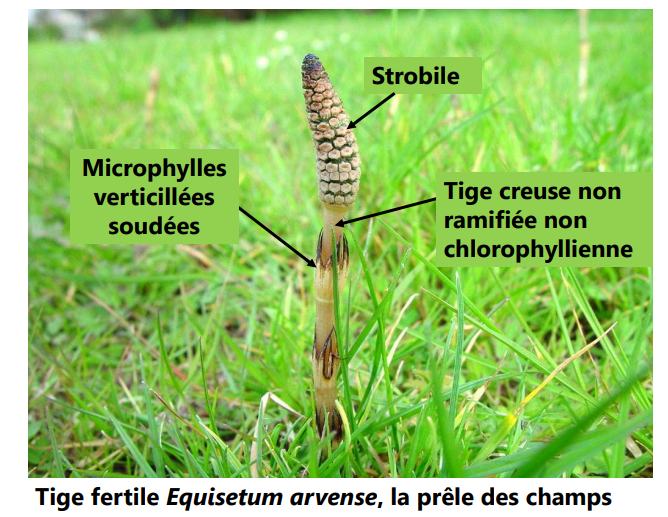 Strobile
Microphylles
verticillées
soudées
Tige creuse non
ramifiée non
chlorophyllienne
Tige fertile Equisetum arvense, la prêle des champs